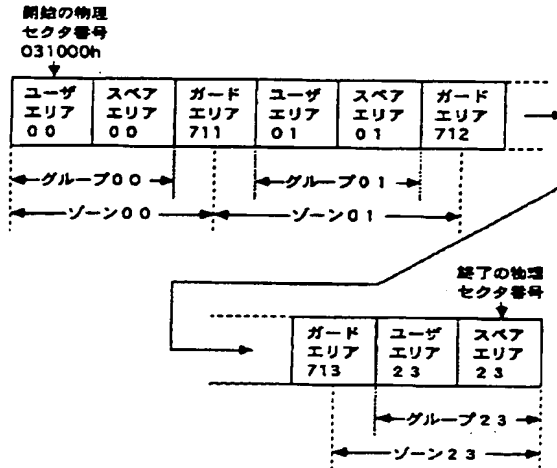 開始の物理
セクタ番号
031000h
ユーザ
エリア
00
スペア
エリア
00
ガード
エリア
711
ユーザ
エリア
01
スペア
エリア
01
ガード
エリア
712
グループ00
グループ01
ゾーン00
ゾーン01
終了の物理
セクタ番号
ガード
エリア
713
ユーザ
エリア
23
スペア
エリア
23
グループ23
ゾーン23